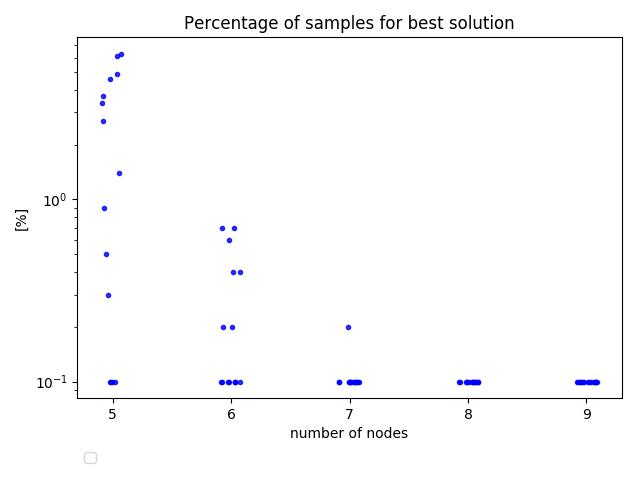 Percentage of samples for best solution
[%]
10⁰
10⁻¹
5 6 7 8 9
number of nodes